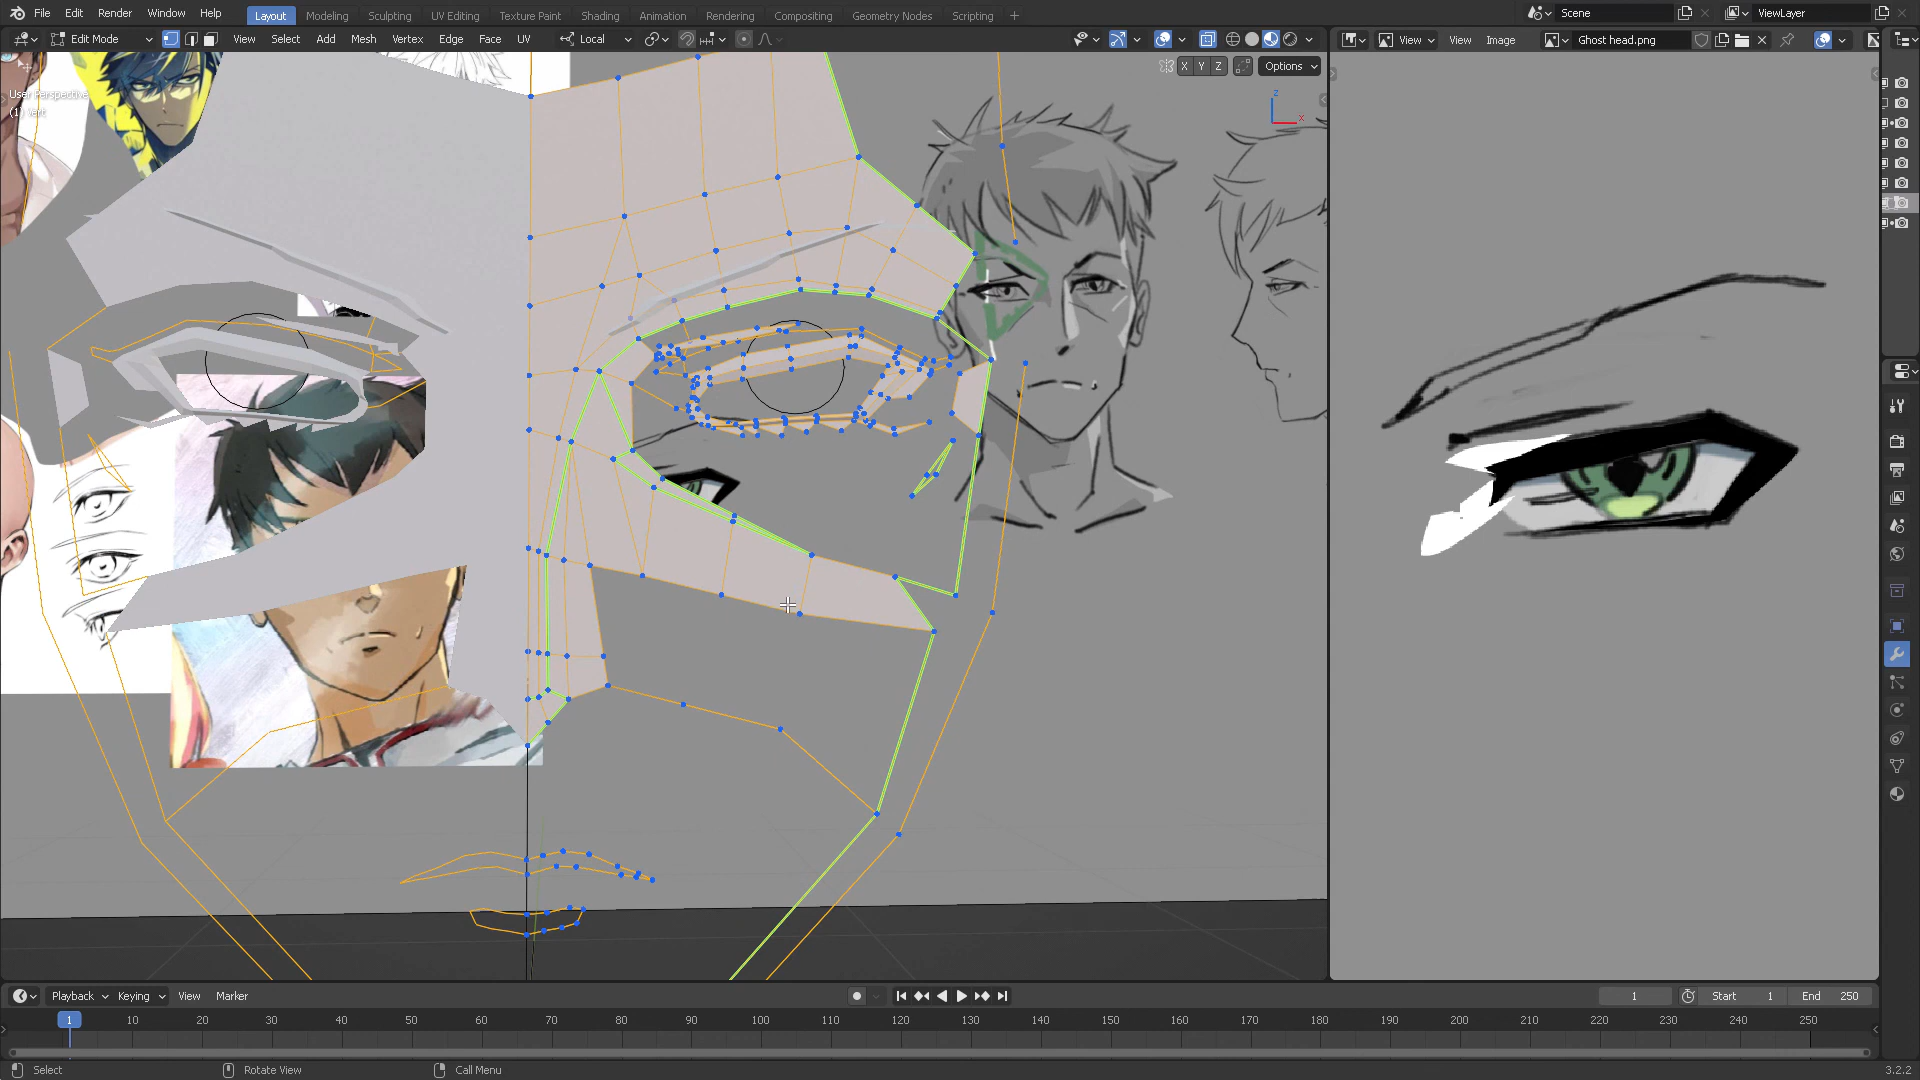 File Edit Render Window Help Layout Modeling Sculpting UV Editing Texture Paint Shading Animation Rendering Compositing Geometry Nodes Scripting Scene ViewLayer
Edit Mode View Select Add Mesh Vertex Edge Face UV Local View View Image Ghost head.png
X Y Z Options
User Perspective
Z
X
Playback Keying View Marker 1 Start 1 End 250
1 10 20 30 40 50 60 70 80 90 100 110 120 130 140 150 160 170 180 190 200 210 220 230 240 250
Select Rotate View Call Menu 3.2.2